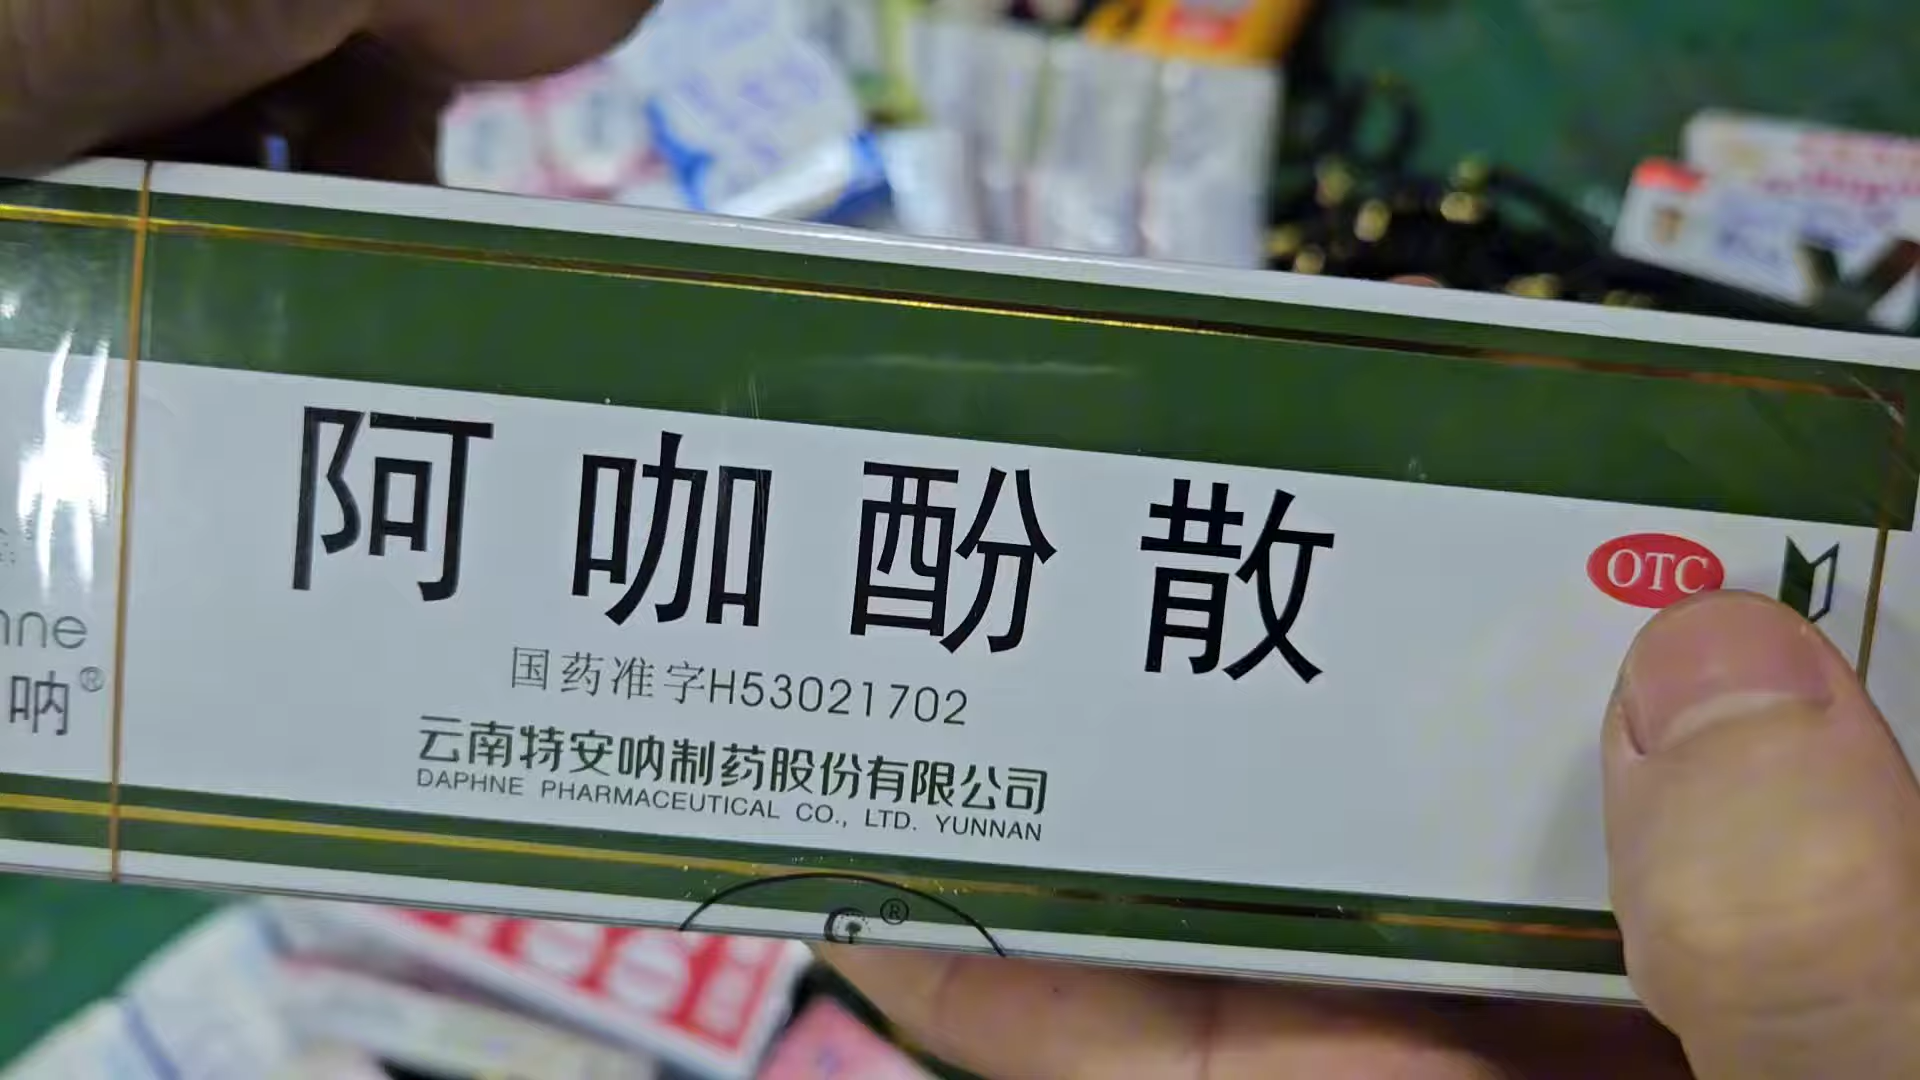 阿咖酚散
OTC
国药准字H53021702
云南特安呐制药股份有限公司
DAPHNE PHARMACEUTICAL CO., LTD. YUNNAN
呐®
G®